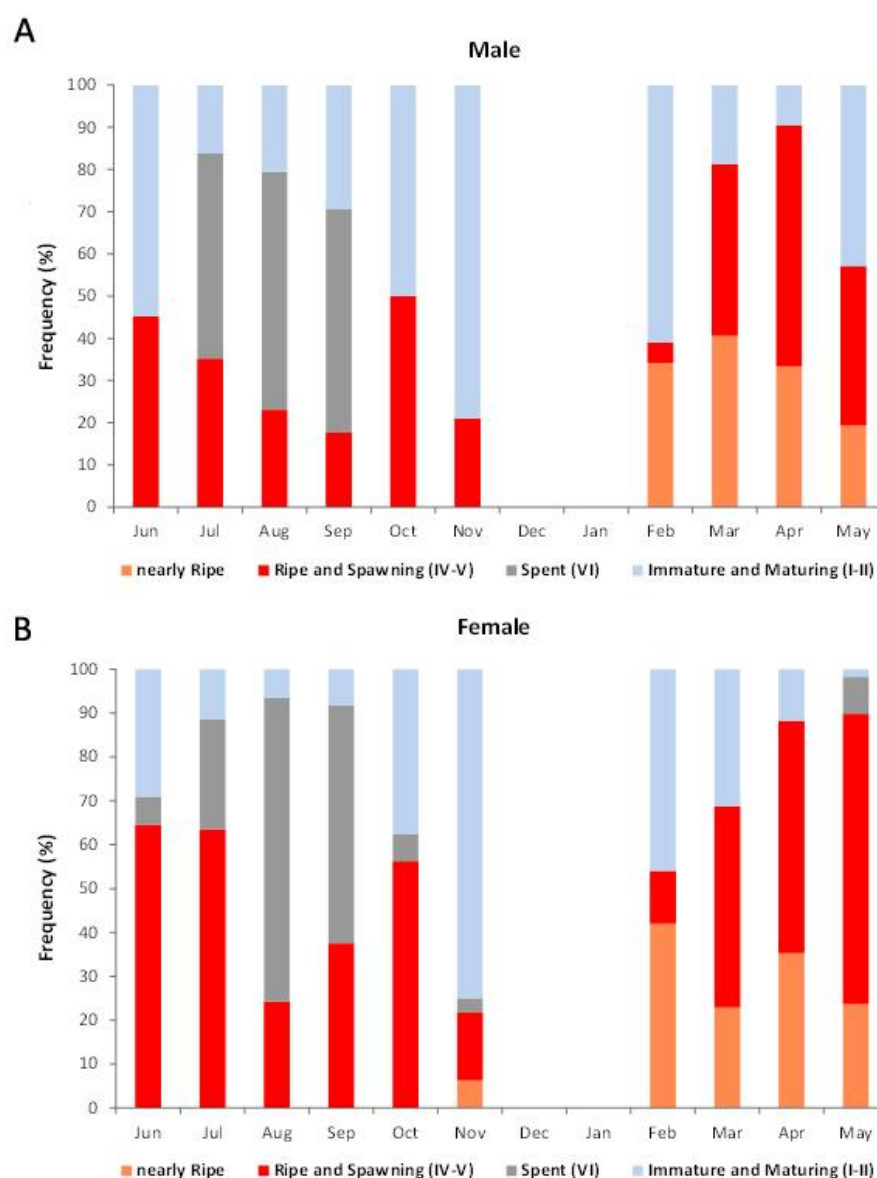 A
Male
100
90
80
70
60
50
40
30
20
10
0
Frequency (%)
Jun Jul Aug Sep Oct Nov Dec Jan Feb Mar Apr May
nearly Ripe Ripe and Spawning (IV-V) Spent (VI) Immature and Maturing (I-II)
B
Female
100
90
80
70
60
50
40
30
20
10
0
Frequency (%)
Jun Jul Aug Sep Oct Nov Dec Jan Feb Mar Apr May
nearly Ripe Ripe and Spawning (IV-V) Spent (VI) Immature and Maturing (I-II)